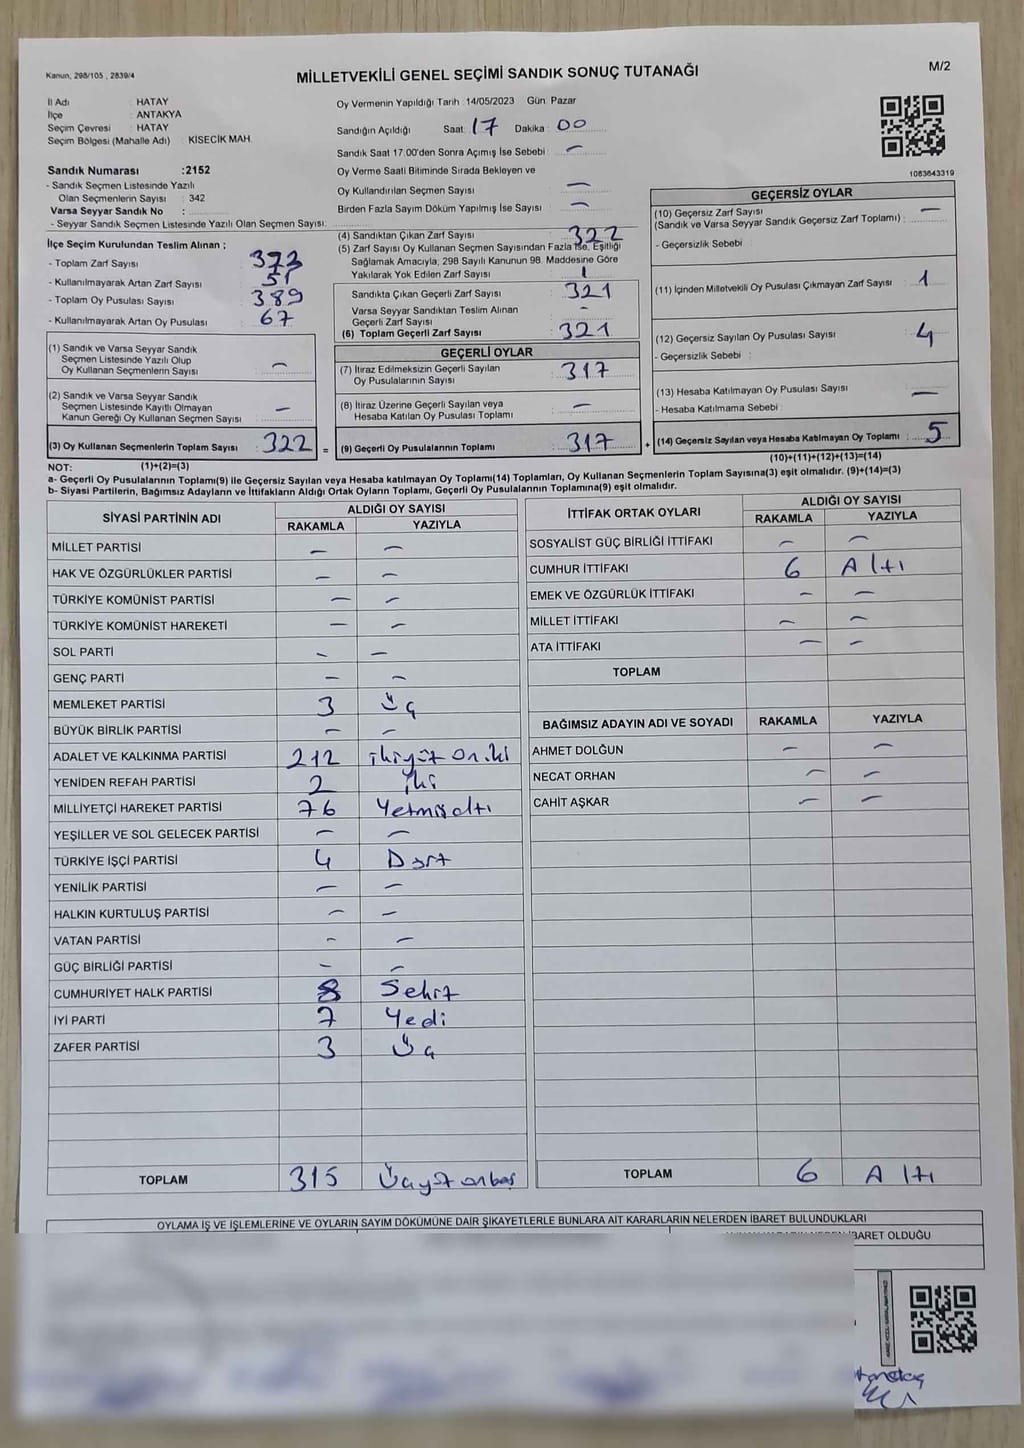 Kanun, 298/105 , 2839/4
MİLLETVEKİLİ GENEL SEÇİMİ SANDIK SONUÇ TUTANAĞI
M/2
İl Adı : HATAY
İlçe : ANTAKYA
Seçim Çevresi : HATAY
Seçim Bölgesi (Mahalle Adı) : KISECİK MAH.
Oy Vermenin Yapıldığı Tarih :14/05/2023 Gün: Pazar
Sandığın Açıldığı Saat: 17 Dakika: 00
Sandık Saat 17.00'den Sonra Açımış İse Sebebi : –
Oy Verme Saati Bitiminde Sırada Bekleyen ve
Oy Kullandırılan Seçmen Sayısı –
Birden Fazla Sayım Döküm Yapılmış İse Sayısı –
1083643319
Sandık Numarası :2152
- Sandık Seçmen Listesinde Yazılı
Olan Seçmenlerin Sayısı : 342
Varsa Seyyar Sandık No :
- Seyyar Sandık Seçmen Listesinde Yazılı Olan Seçmen Sayısı:
İlçe Seçim Kurulundan Teslim Alınan ;
- Toplam Zarf Sayısı 373
- Kullanılmayarak Artan Zarf Sayısı 51
- Toplam Oy Pusulası Sayısı 389
- Kullanılmayarak Artan Oy Pusulası 67
(1) Sandık ve Varsa Seyyar Sandık
Seçmen Listesinde Yazılı Olup
Oy Kullanan Seçmenlerin Sayısı –
(2) Sandık ve Varsa Seyyar Sandık
Seçmen Listesinde Kayıtlı Olmayan
Kanun Gereği Oy Kullanan Seçmen Sayısı –
(3) Oy Kullanan Seçmenlerin Toplam Sayısı : 322 =
(4) Sandıktan Çıkan Zarf Sayısı 322
(5) Zarf Sayısı Oy Kullanan Seçmen Sayısından Fazla İse, Eşitliği
Sağlamak Amacıyla, 298 Sayılı Kanunun 98. Maddesine Göre
Yakılarak Yok Edilen Zarf Sayısı 1
Sandıkta Çıkan Geçerli Zarf Sayısı 321
Varsa Seyyar Sandıktan Teslim Alınan
Geçerli Zarf Sayısı –
(6) Toplam Geçerli Zarf Sayısı 321
GEÇERLİ OYLAR
(7) İtiraz Edilmeksizin Geçerli Sayılan
Oy Pusulalarının Sayısı 317
(8) İtiraz Üzerine Geçerli Sayılan veya
Hesaba Katılan Oy Pusulası Toplamı –
(9) Geçerli Oy Pusulalarının Toplamı 317 +
GEÇERSİZ OYLAR
(10) Geçersiz Zarf Sayısı
(Sandık ve Varsa Seyyar Sandık Geçersiz Zarf Toplamı) : –
- Geçersizlik Sebebi :
(11) İçinden Milletvekili Oy Pusulası Çıkmayan Zarf Sayısı 1
(12) Geçersiz Sayılan Oy Pusulası Sayısı 4
- Geçersizlik Sebebi :
(13) Hesaba Katılmayan Oy Pusulası Sayısı –
- Hesaba Katılmama Sebebi :
(14) Geçersiz Sayılan veya Hesaba Katılmayan Oy Toplamı : 5
(10)+(11)+(12)+(13)=(14)
NOT: (1)+(2)=(3)
a- Geçerli Oy Pusulalarının Toplamı(9) ile Geçersiz Sayılan veya Hesaba katılmayan Oy Toplamı(14) Toplamları, Oy Kullanan Seçmenlerin Toplam Sayısına(3) eşit olmalıdır. (9)+(14)=(3)
b- Siyasi Partilerin, Bağımsız Adayların ve İttifakların Aldığı Ortak Oyların Toplamı, Geçerli Oy Pusulalarının Toplamına(9) eşit olmalıdır.
SİYASİ PARTİNİN ADI ALDIĞI OY SAYISI
RAKAMLA YAZIYLA
MİLLET PARTİSİ – –
HAK VE ÖZGÜRLÜKLER PARTİSİ – –
TÜRKİYE KOMÜNİST PARTİSİ – –
TÜRKİYE KOMÜNİST HAREKETİ – –
SOL PARTİ – –
GENÇ PARTİ – –
MEMLEKET PARTİSİ 3 Üç
BÜYÜK BİRLİK PARTİSİ – –
ADALET VE KALKINMA PARTİSİ 212 ikiyüz on iki
YENİDEN REFAH PARTİSİ 2 İki
MİLLİYETÇİ HAREKET PARTİSİ 76 Yetmişaltı
YEŞİLLER VE SOL GELECEK PARTİSİ – –
TÜRKİYE İŞÇİ PARTİSİ 4 Dört
YENİLİK PARTİSİ – –
HALKIN KURTULUŞ PARTİSİ – –
VATAN PARTİSİ – –
GÜÇ BİRLİĞİ PARTİSİ – –
CUMHURİYET HALK PARTİSİ 8 Sekiz
İYİ PARTİ 7 Yedi
ZAFER PARTİSİ 3 Üç
TOPLAM 315 Üçyüz onbeş
İTTİFAK ORTAK OYLARI ALDIĞI OY SAYISI
RAKAMLA YAZIYLA
SOSYALİST GÜÇ BİRLİĞİ İTTİFAKI – –
CUMHUR İTTİFAKI 6 Altı
EMEK VE ÖZGÜRLÜK İTTİFAKI – –
MİLLET İTTİFAKI – –
ATA İTTİFAKI – –
TOPLAM
BAĞIMSIZ ADAYIN ADI VE SOYADI RAKAMLA YAZIYLA
AHMET DOLĞUN – –
NECAT ORHAN – –
CAHİT AŞKAR – –
TOPLAM 6 Altı
OYLAMA İŞ VE İŞLEMLERİNE VE OYLARIN SAYIM DÖKÜMÜNE DAİR ŞİKAYETLERLE BUNLARA AİT KARARLARIN NELERDEN İBARET BULUNDUKLARI
İBARET OLDUĞU